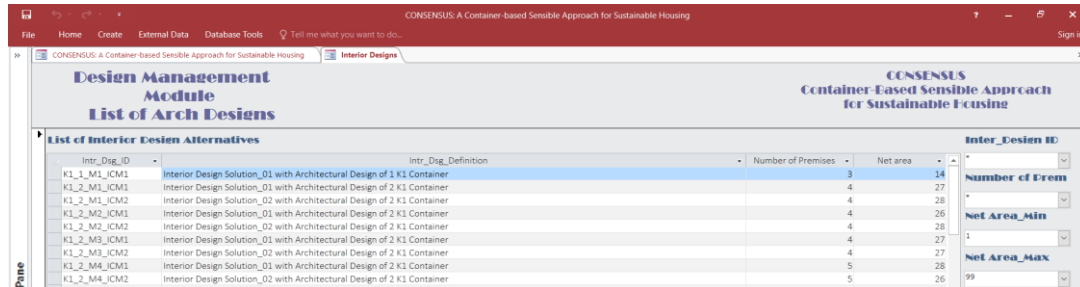 CONSENSUS: A Container-based Sensible Approach for Sustainable Housing
File Home Create External Data Database Tools Tell me what you want to do... Sign in
CONSENSUS: A Container-based Sensible Approach for Sustainable Housing Interior Designs
Design Management
Module
List of Arch Designs
CONSENSUS
Container-Based Sensible Approach
for Sustainable Housing
List of Interior Design Alternatives
Intr_Dsg_ID Intr_Dsg_Definition Number of Premises Net area
K1_1_M1_ICM1 Interior Design Solution_01 with Architectural Design of 1 K1 Container 3 14
K1_2_M1_ICM1 Interior Design Solution_01 with Architectural Design of 2 K1 Container 4 27
K1_2_M1_ICM2 Interior Design Solution_02 with Architectural Design of 2 K1 Container 4 28
K1_2_M2_ICM1 Interior Design Solution_01 with Architectural Design of 2 K1 Container 4 26
K1_2_M2_ICM2 Interior Design Solution_02 with Architectural Design of 2 K1 Container 4 28
K1_2_M3_ICM1 Interior Design Solution_01 with Architectural Design of 2 K1 Container 4 27
K1_2_M3_ICM2 Interior Design Solution_02 with Architectural Design of 2 K1 Container 4 27
K1_2_M4_ICM1 Interior Design Solution_01 with Architectural Design of 2 K1 Container 5 28
K1_2_M4_ICM2 Interior Design Solution_02 with Architectural Design of 2 K1 Container 5 26
Inter_Design ID
*
Number of Prem
*
Net Area_Min
1
Net Area_Max
99
Pane